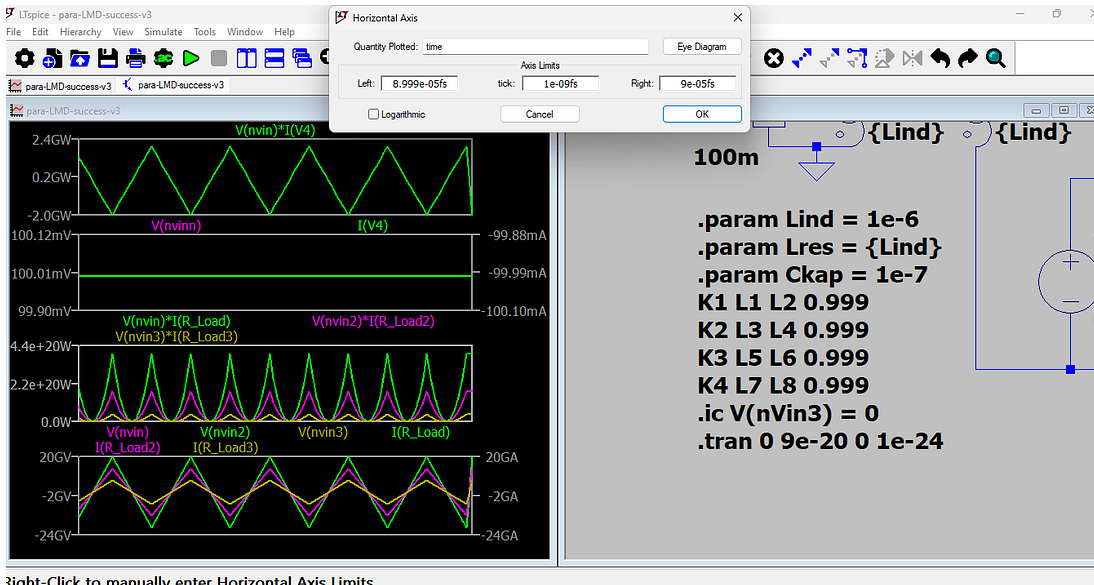 LTspice - para-LMD-success-v3
File Edit Hierarchy View Simulate Tools Window Help
para-LMD-success-v3
para-LMD-success-v3
para-LMD-success-v3
Horizontal Axis
Quantity Plotted: time
Eye Diagram
Axis Limits
Left: 8.999e-05fs tick: 1e-09fs Right: 9e-05fs
Logarithmic
Cancel
OK
V(nvin)*I(V4)
2.4GW
0.2GW
-2.0GW
V(nvinn) I(V4)
100.12mV -99.88mA
100.01mV -99.99mA
99.90mV -100.10mA
V(nvin)*I(R_Load) V(nvin2)*I(R_Load2)
V(nvin3)*I(R_Load3)
4.4e+20W
2.2e+20W
0.0W
V(nvin) V(nvin2) V(nvin3) I(R_Load)
I(R_Load2) I(R_Load3)
20GV 20GA
-2GV -2GA
-24GV -24GA
{Lind} {Lind}
100m
.param Lind = 1e-6
.param Lres = {Lind}
.param Ckap = 1e-7
K1 L1 L2 0.999
K2 L3 L4 0.999
K3 L5 L6 0.999
K4 L7 L8 0.999
.ic V(nVin3) = 0
.tran 0 9e-20 0 1e-24
Right-Click to manually enter Horizontal Axis Limits